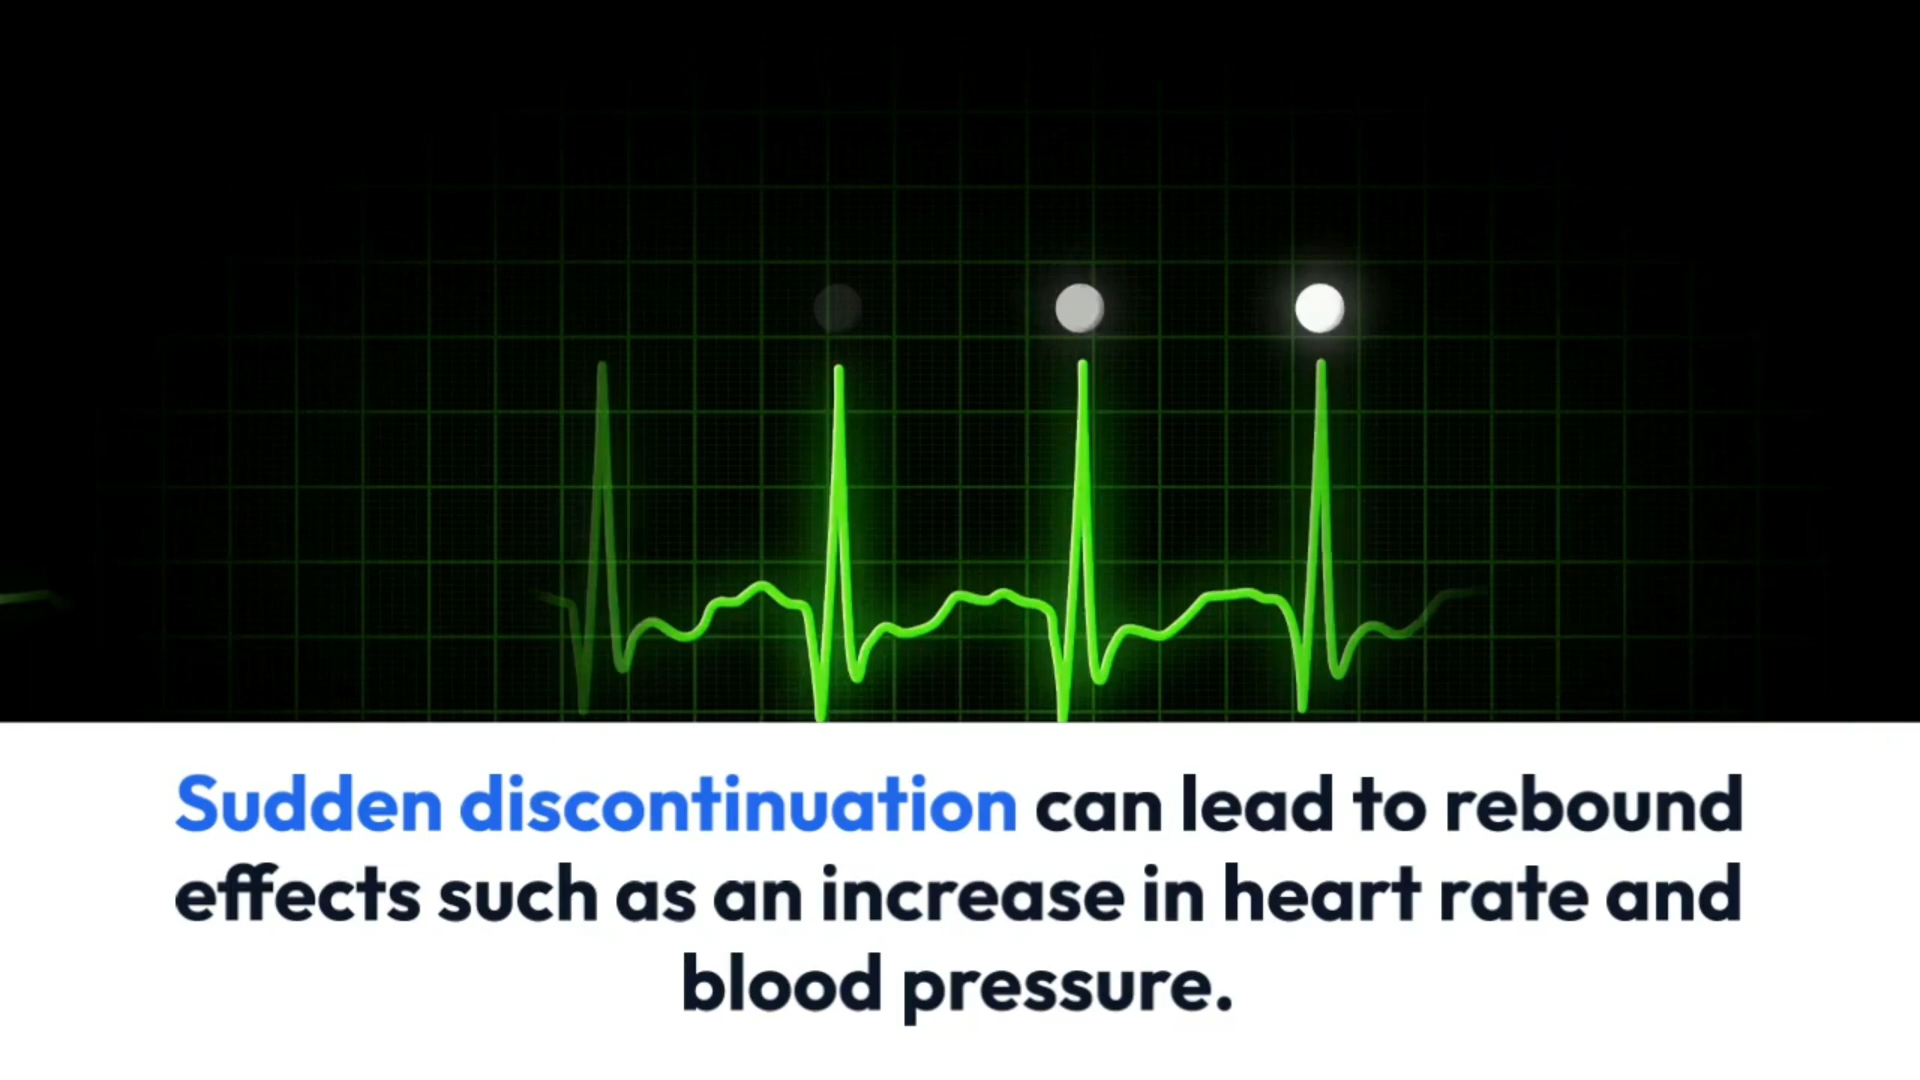 Sudden discontinuation can lead to rebound
effects such as an increase in heart rate and
blood pressure.